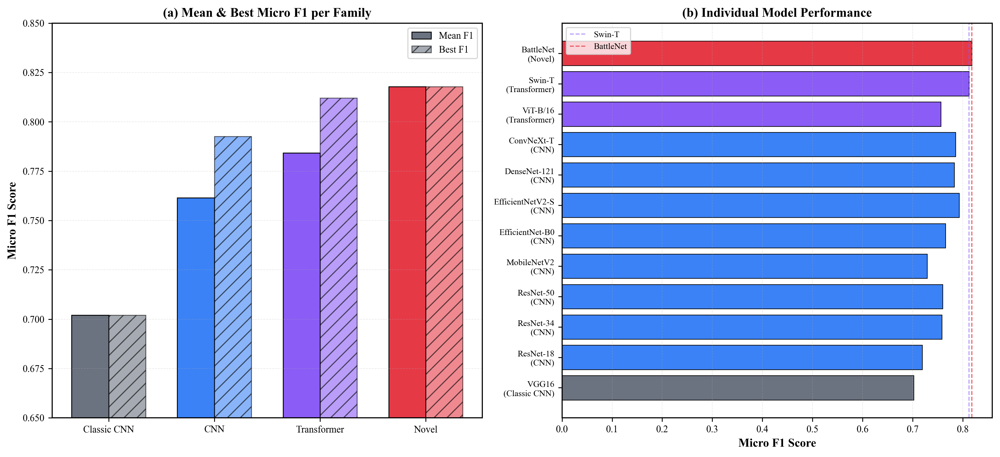 (a) Mean & Best Micro F1 per Family
Mean F1
Best F1
Micro F1 Score
0.850
0.825
0.800
0.775
0.750
0.725
0.700
0.675
0.650
Classic CNN
CNN
Transformer
Novel
(b) Individual Model Performance
Swin-T
BattleNet
BattleNet
(Novel)
Swin-T
(Transformer)
ViT-B/16
(Transformer)
ConvNeXt-T
(CNN)
DenseNet-121
(CNN)
EfficientNetV2-S
(CNN)
EfficientNet-B0
(CNN)
MobileNetV2
(CNN)
ResNet-50
(CNN)
ResNet-34
(CNN)
ResNet-18
(CNN)
VGG16
(Classic CNN)
0.0
0.1
0.2
0.3
0.4
0.5
0.6
0.7
0.8
Micro F1 Score